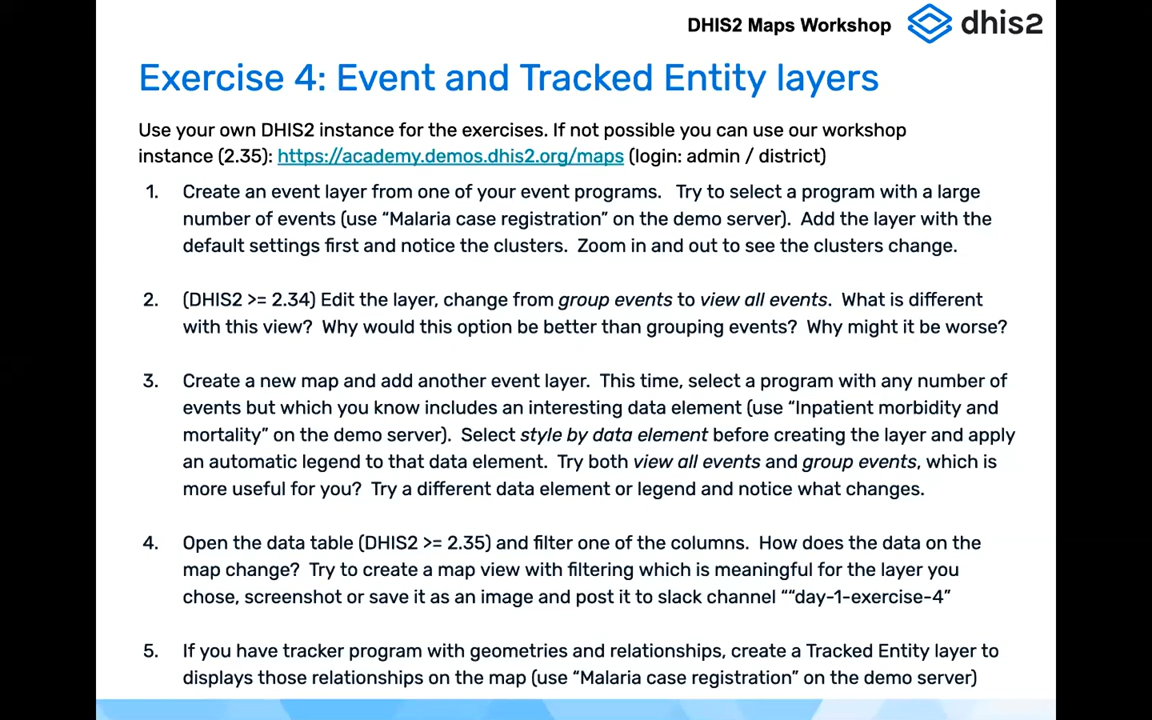 DHIS2 Maps Workshop
dhis2
Exercise 4: Event and Tracked Entity layers
Use your own DHIS2 instance for the exercises. If not possible you can use our workshop
instance (2.35): https://academy.demos.dhis2.org/maps (login: admin / district)
1. Create an event layer from one of your event programs. Try to select a program with a large
number of events (use “Malaria case registration” on the demo server). Add the layer with the
default settings first and notice the clusters. Zoom in and out to see the clusters change.
2. (DHIS2 >= 2.34) Edit the layer, change from group events to view all events. What is different
with this view? Why would this option be better than grouping events? Why might it be worse?
3. Create a new map and add another event layer. This time, select a program with any number of
events but which you know includes an interesting data element (use “Inpatient morbidity and
mortality” on the demo server). Select style by data element before creating the layer and apply
an automatic legend to that data element. Try both view all events and group events, which is
more useful for you? Try a different data element or legend and notice what changes.
4. Open the data table (DHIS2 >= 2.35) and filter one of the columns. How does the data on the
map change? Try to create a map view with filtering which is meaningful for the layer you
chose, screenshot or save it as an image and post it to slack channel ““day-1-exercise-4”
5. If you have tracker program with geometries and relationships, create a Tracked Entity layer to
displays those relationships on the map (use “Malaria case registration” on the demo server)